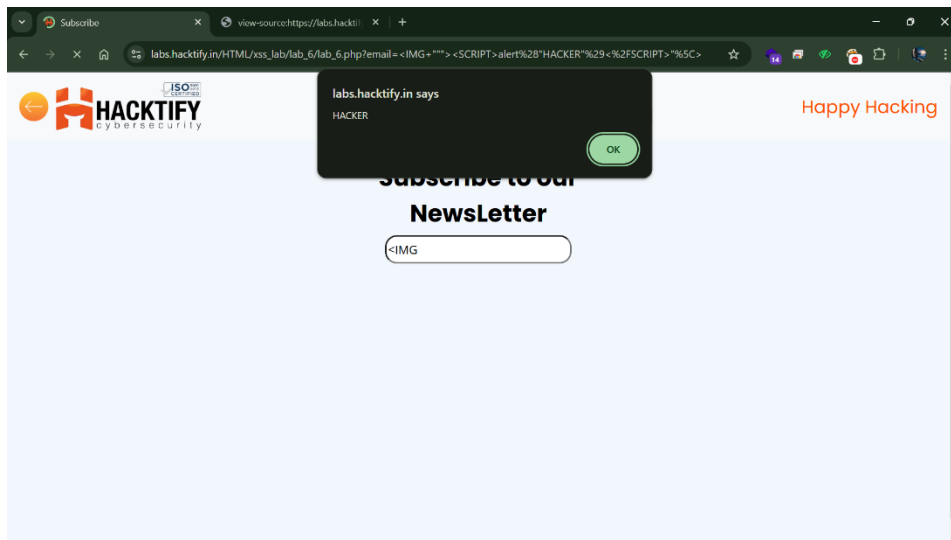 Subscribe
view-source:https://labs.hackti
labs.hacktify.in/HTML/xss_lab/lab_6/lab_6.php?email=<IMG+"""><SCRIPT>alert%28"HACKER"%29<%2FSCRIPT>"%5C>
14
ISO
CERTIFIED
HACKTIFY
cybersecurity
labs.hacktify.in says
HACKER
OK
Happy Hacking
Subscribe to our
NewsLetter
<IMG